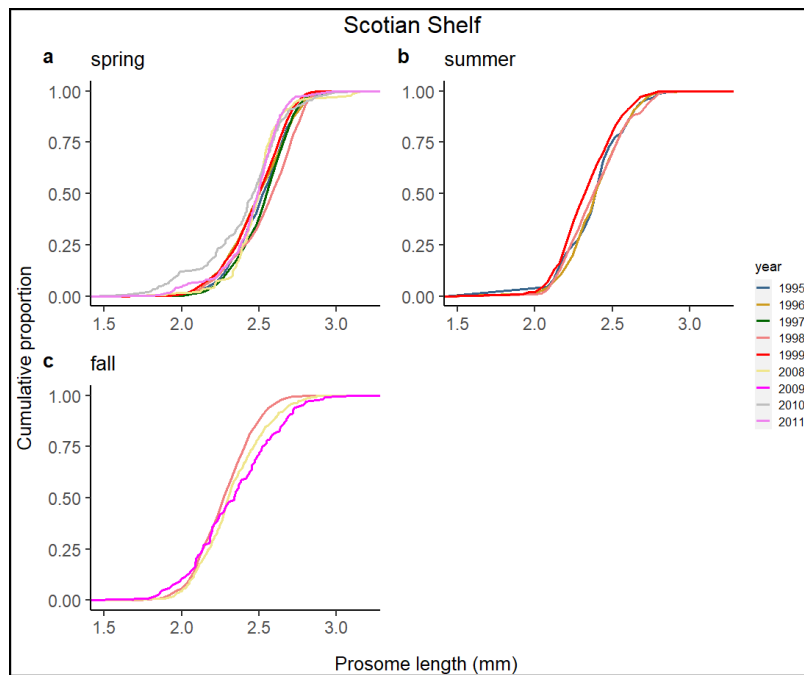 Scotian Shelf
a spring
1.00
0.75
0.50
0.25
0.00
1.5 2.0 2.5 3.0
b summer
1.00
0.75
0.50
0.25
0.00
1.5 2.0 2.5 3.0
c fall
1.00
0.75
0.50
0.25
0.00
1.5 2.0 2.5 3.0
Cumulative proportion
Prosome length (mm)
year
1995
1996
1997
1998
1999
2008
2009
2010
2011